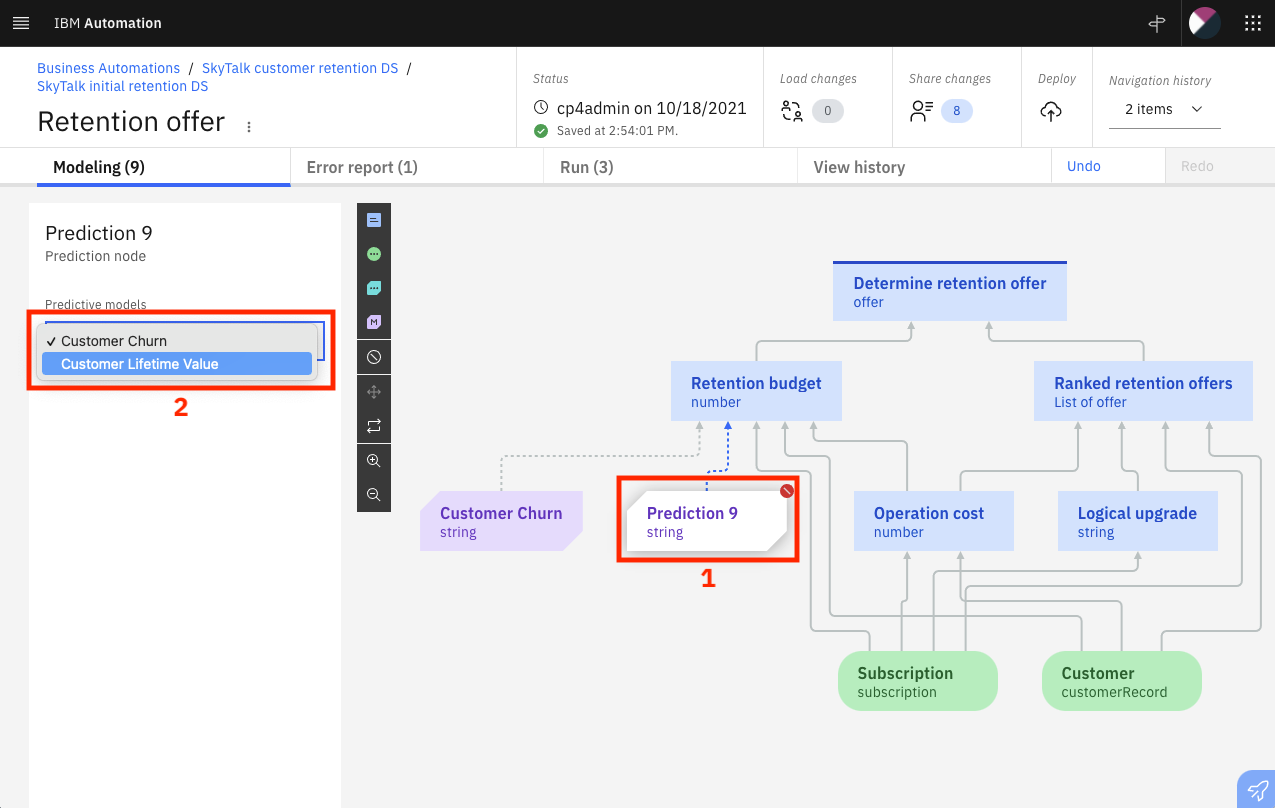 IBM Automation
Business Automations / SkyTalk customer retention DS /
SkyTalk initial retention DS
Retention offer
Status
cp4admin on 10/18/2021
Saved at 2:54:01 PM.
Load changes
0
Share changes
8
Deploy
Navigation history
2 items
Modeling (9)
Error report (1)
Run (3)
View history
Undo
Redo
Prediction 9
Prediction node
Predictive models
✓ Customer Churn
Customer Lifetime Value
2
M
Determine retention offer
offer
Retention budget
number
Ranked retention offers
List of offer
Customer Churn
string
Prediction 9
string
1
Operation cost
number
Logical upgrade
string
Subscription
subscription
Customer
customerRecord